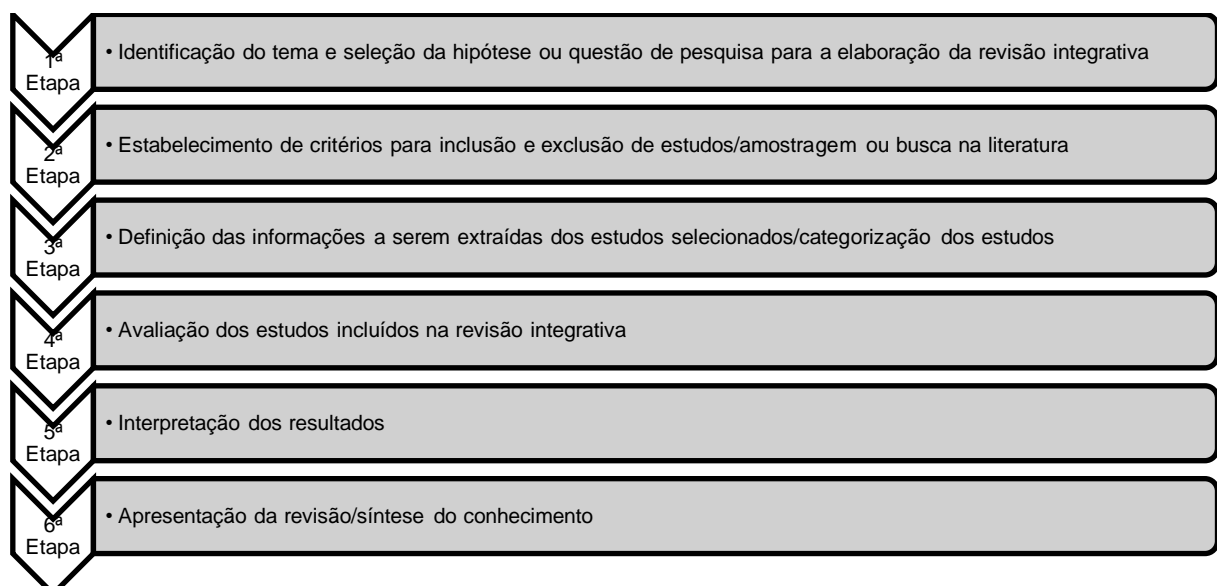 1ª
Etapa
• Identificação do tema e seleção da hipótese ou questão de pesquisa para a elaboração da revisão integrativa
2ª
Etapa
• Estabelecimento de critérios para inclusão e exclusão de estudos/amostragem ou busca na literatura
3ª
Etapa
• Definição das informações a serem extraídas dos estudos selecionados/categorização dos estudos
4ª
Etapa
• Avaliação dos estudos incluídos na revisão integrativa
5ª
Etapa
• Interpretação dos resultados
6ª
Etapa
• Apresentação da revisão/síntese do conhecimento